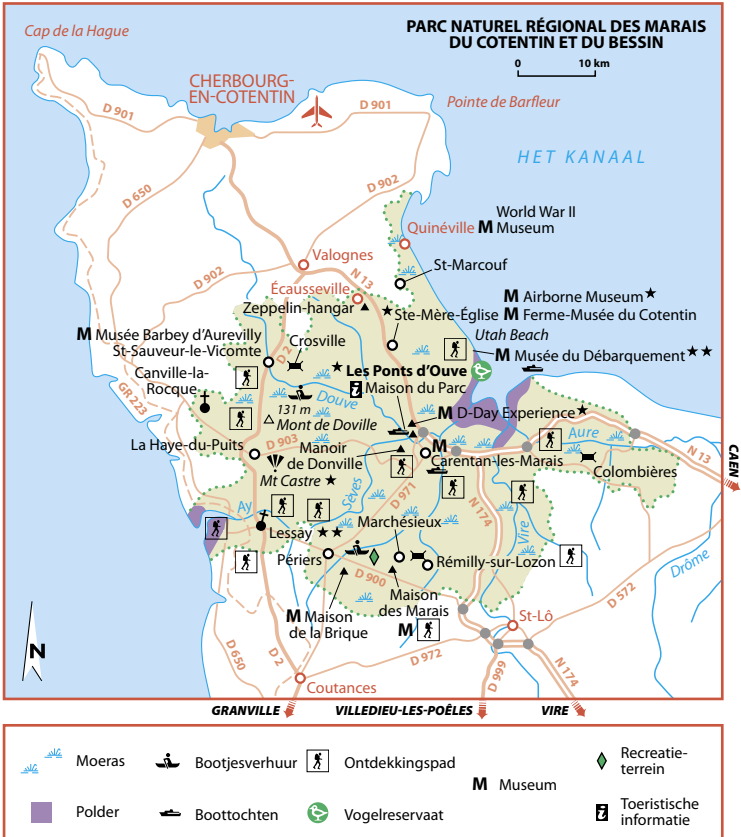 PARC NATUREL RÉGIONAL DES MARAIS
DU COTENTIN ET DU BESSIN
0 10 km
Cap de la Hague
CHERBOURG-
EN-COTENTIN
D 901
D 901
Pointe de Barfleur
D 650
D 902
HET KANAAL
World War II
Quinéville M Museum
Valognes
St-Marcouf
D 902
N 13
Écausseville
Zeppelin-hangar
M Airborne Museum ★
★ Ste-Mère-Église M Ferme-Musée du Cotentin
Utah Beach
M Musée Barbey d'Aurevilly
St-Sauveur-le-Vicomte
D 2
Crosville
★
M Musée du Débarquement ★★
Les Ponts d'Ouve
Canville-la-
Rocque
Maison du Parc
Douve
GR 223
131 m
Mont de Doville
M D-Day Experience ★
La Haye-du-Puits
D 903
Manoir
de Donville
M
Carentan-les-Marais
Aure
Colombières
N 13
CAEN
Mt Castre ★
D 971
Sèves
Ay
N 174
Vire
Lessay ★★
Marchésieux
Périers
Rémilly-sur-Lozon
Drôme
D 900
D 572
M Maison
de la Brique
Maison
des Marais
M
St-Lô
D 650
D 2
D 972
D 999
N 174
Coutances
GRANVILLE
VILLEDIEU-LES-POÊLES
VIRE
N
Moeras
Bootjesverhuur
Ontdekkingspad
M Museum
Recreatie-
terrein
Polder
Boottochten
Vogelreservaat
Toeristische
informatie